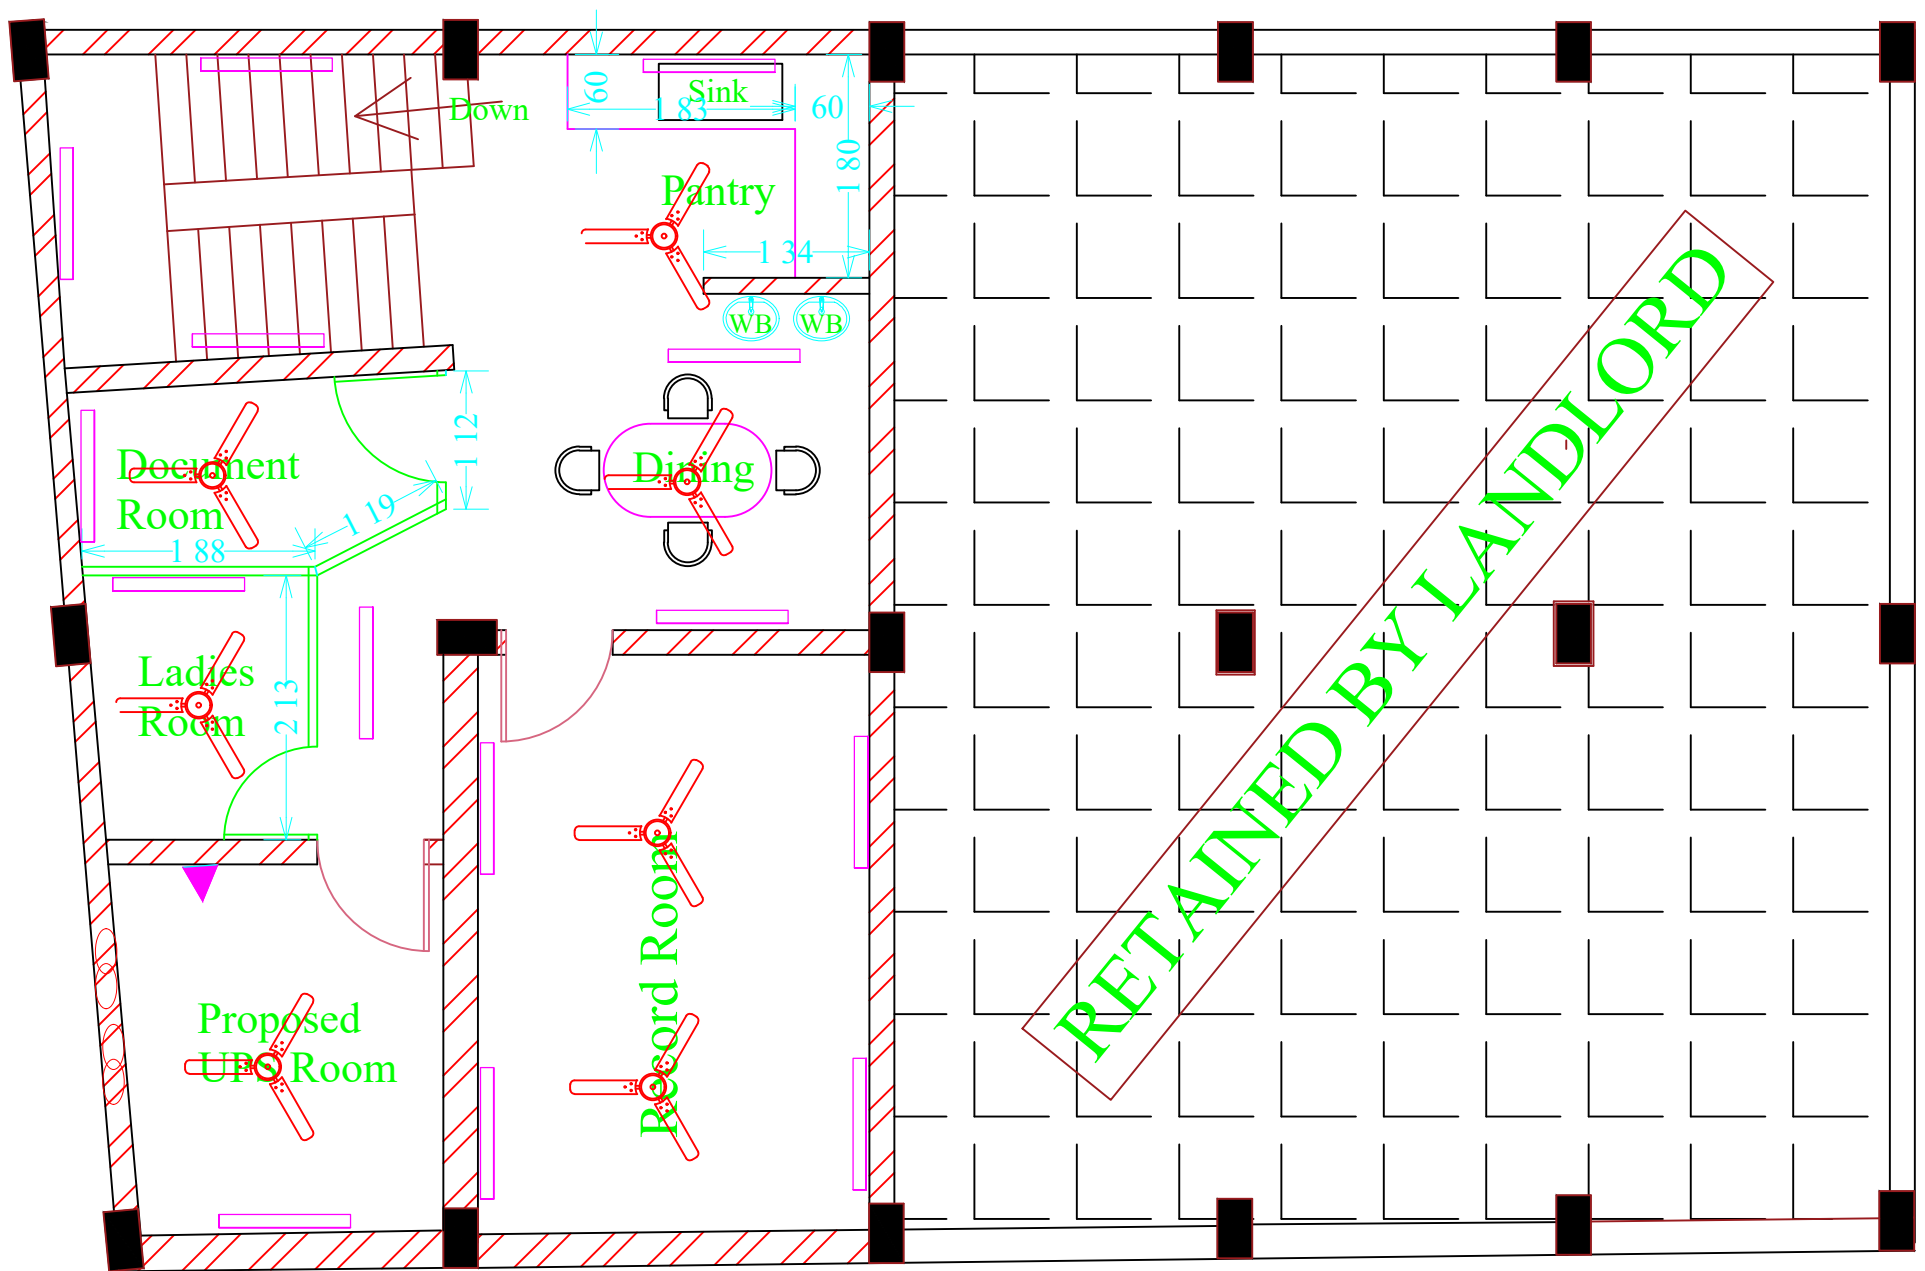 Down
Sink
60
1 83
60
1 80
Pantry
1 34
WB
WB
1 12
Document
Room
Dining
1 19
1 88
Ladies
Room
2 13
RETAINED BY LANDLORD
Record Room
Proposed
UPS Room